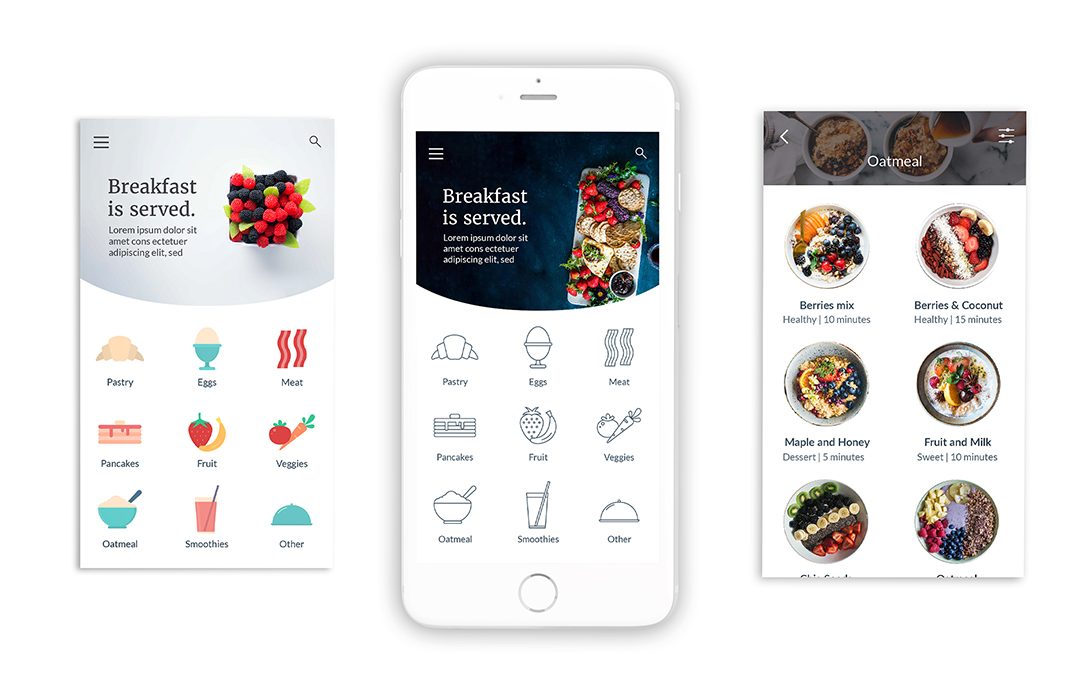 Breakfast
is served.
Lorem ipsum dolor sit
amet cons ectetuer
adipiscing elit, sed
Pastry
Eggs
Meat
Pancakes
Fruit
Veggies
Oatmeal
Smoothies
Other
Breakfast
is served.
Lorem ipsum dolor sit
amet cons ectetuer
adipiscing elit, sed
Pastry
Eggs
Meat
Pancakes
Fruit
Veggies
Oatmeal
Smoothies
Other
Oatmeal
Berries mix
Healthy | 10 minutes
Berries & Coconut
Healthy | 15 minutes
Maple and Honey
Dessert | 5 minutes
Fruit and Milk
Sweet | 10 minutes
Oatmeal